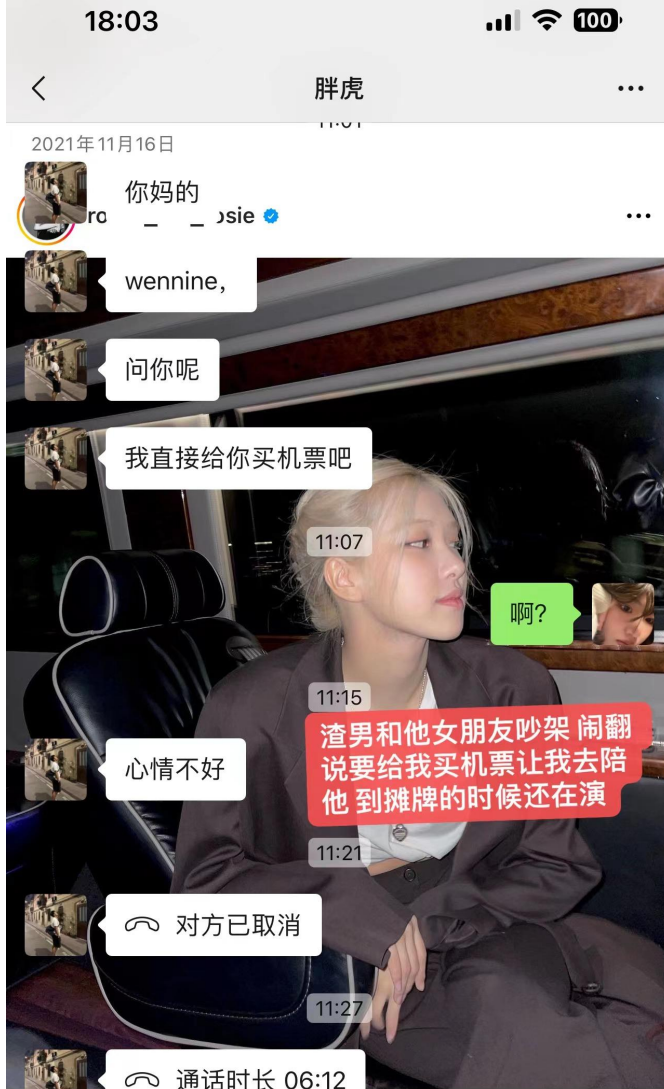 18:03
100
胖虎
2021年11月16日
你妈的
wennine，
问你呢
我直接给你买机票吧
11:07
啊?
11:15
渣男和他女朋友吵架 闹翻
说要给我买机票让我去陪
他 到摊牌的时候还在演
心情不好
11:21
对方已取消
11:27
通话时长 06:12